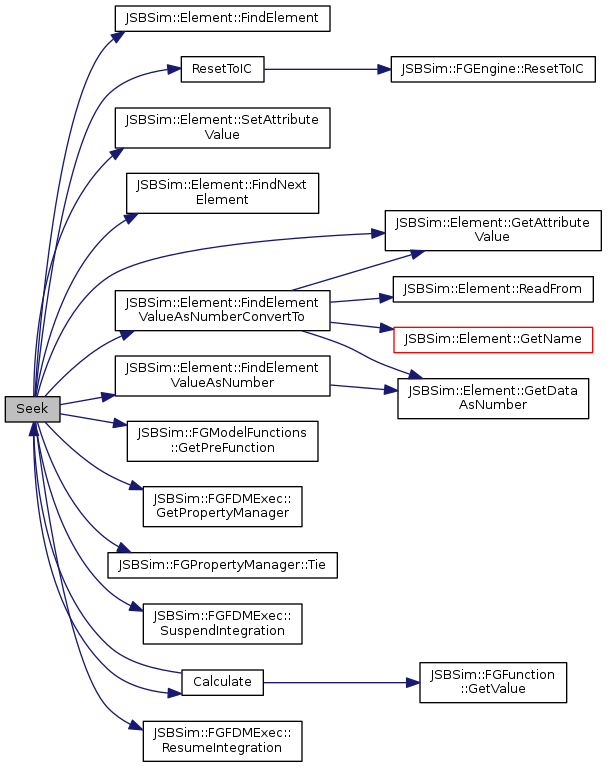 JSBSim::Element::FindElement
ResetToIC
JSBSim::FGEngine::ResetToIC
JSBSim::Element::SetAttribute
Value
JSBSim::Element::FindNext
Element
JSBSim::Element::GetAttribute
Value
JSBSim::Element::FindElement
ValueAsNumberConvertTo
JSBSim::Element::ReadFrom
JSBSim::Element::GetName
JSBSim::Element::FindElement
ValueAsNumber
JSBSim::Element::GetData
AsNumber
Seek
JSBSim::FGModelFunctions
::GetPreFunction
JSBSim::FGFDMExec::
GetPropertyManager
JSBSim::FGPropertyManager::Tie
JSBSim::FGFDMExec::
SuspendIntegration
Calculate
JSBSim::FGFunction
::GetValue
JSBSim::FGFDMExec::
ResumeIntegration